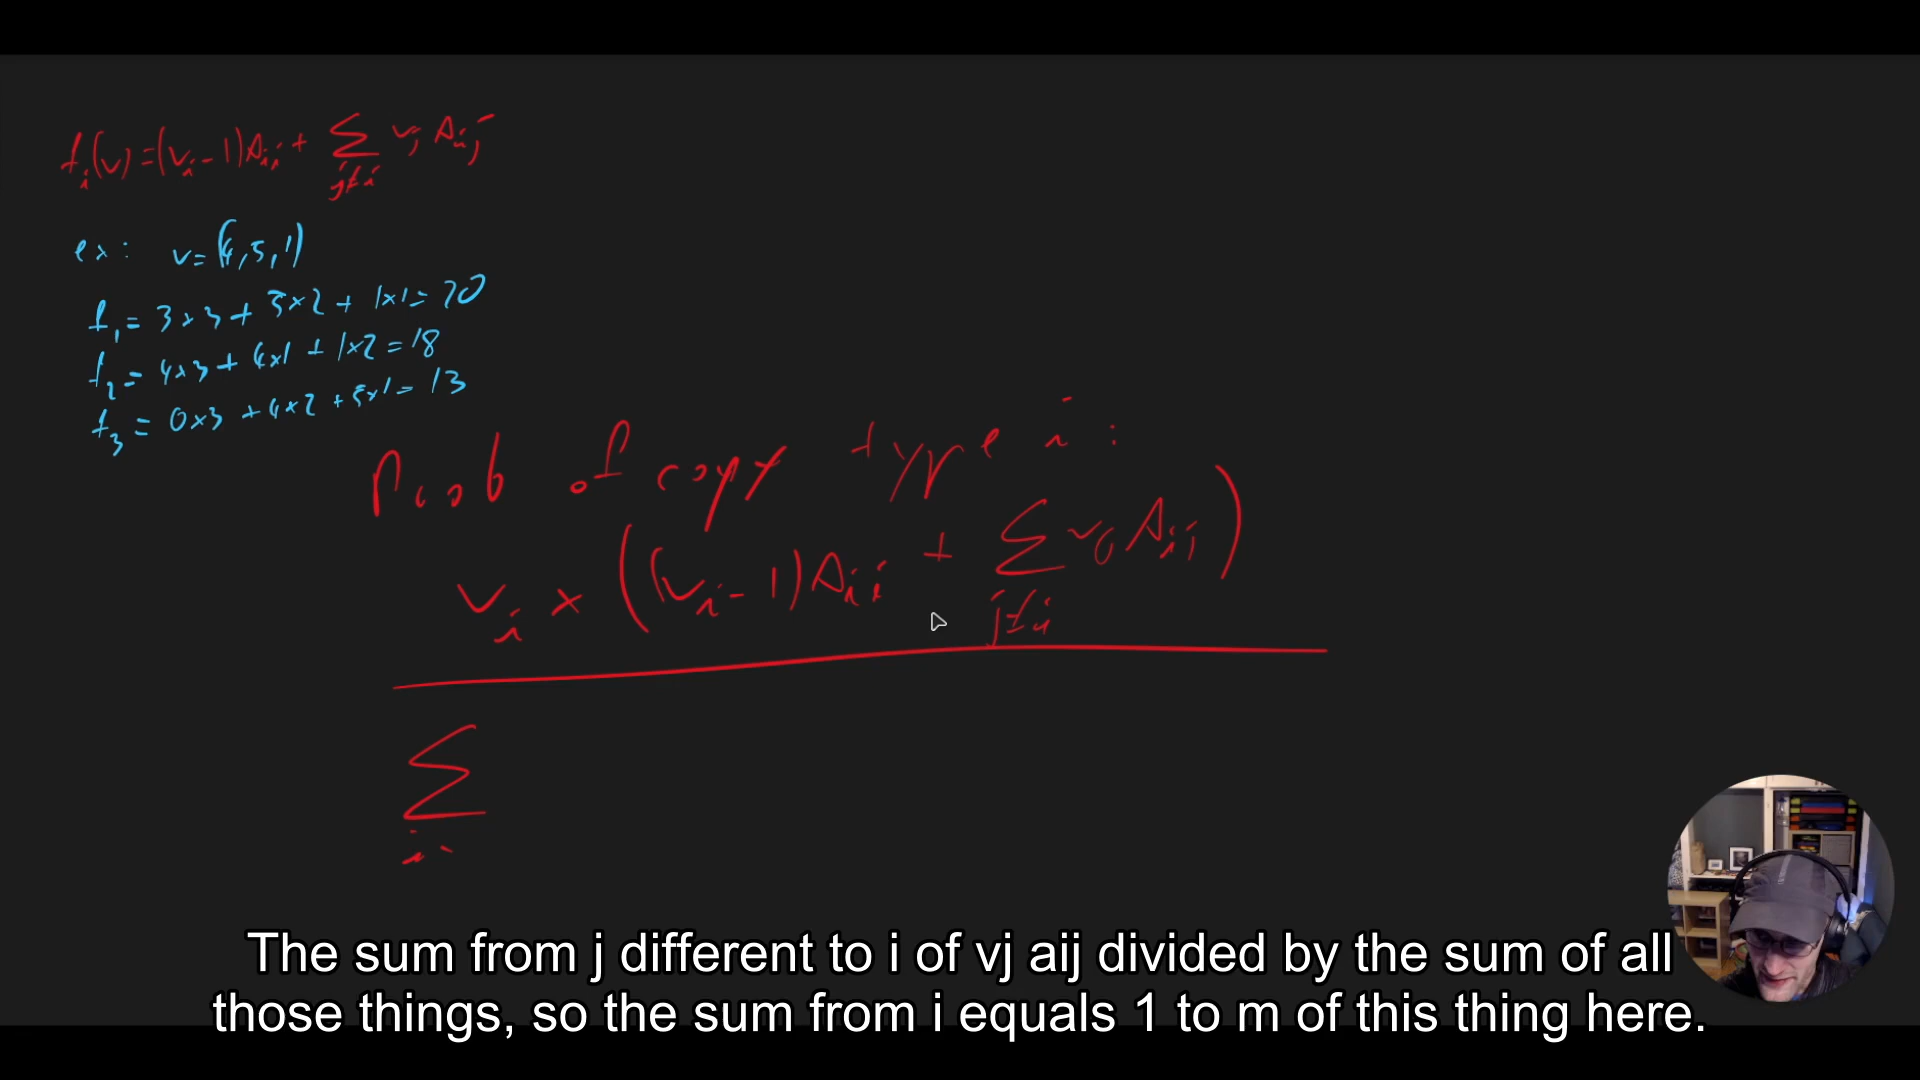 f_i(v) = (v_i - 1)A_ii + Σ_{j≠i} v_j A_ij
ex: v = (4,5,1)
f_1 = 3×3 + 5×2 + 1×1 = 20
f_2 = 4×3 + 4×1 + 1×2 = 18
f_3 = 0×3 + 4×2 + 5×1 = 13
Prob of copy type i:
v_i × ((v_i - 1)A_ii + Σ_{j≠i} v_j A_ij)
Σ
i -
The sum from j different to i of vj aij divided by the sum of all
those things, so the sum from i equals 1 to m of this thing here.